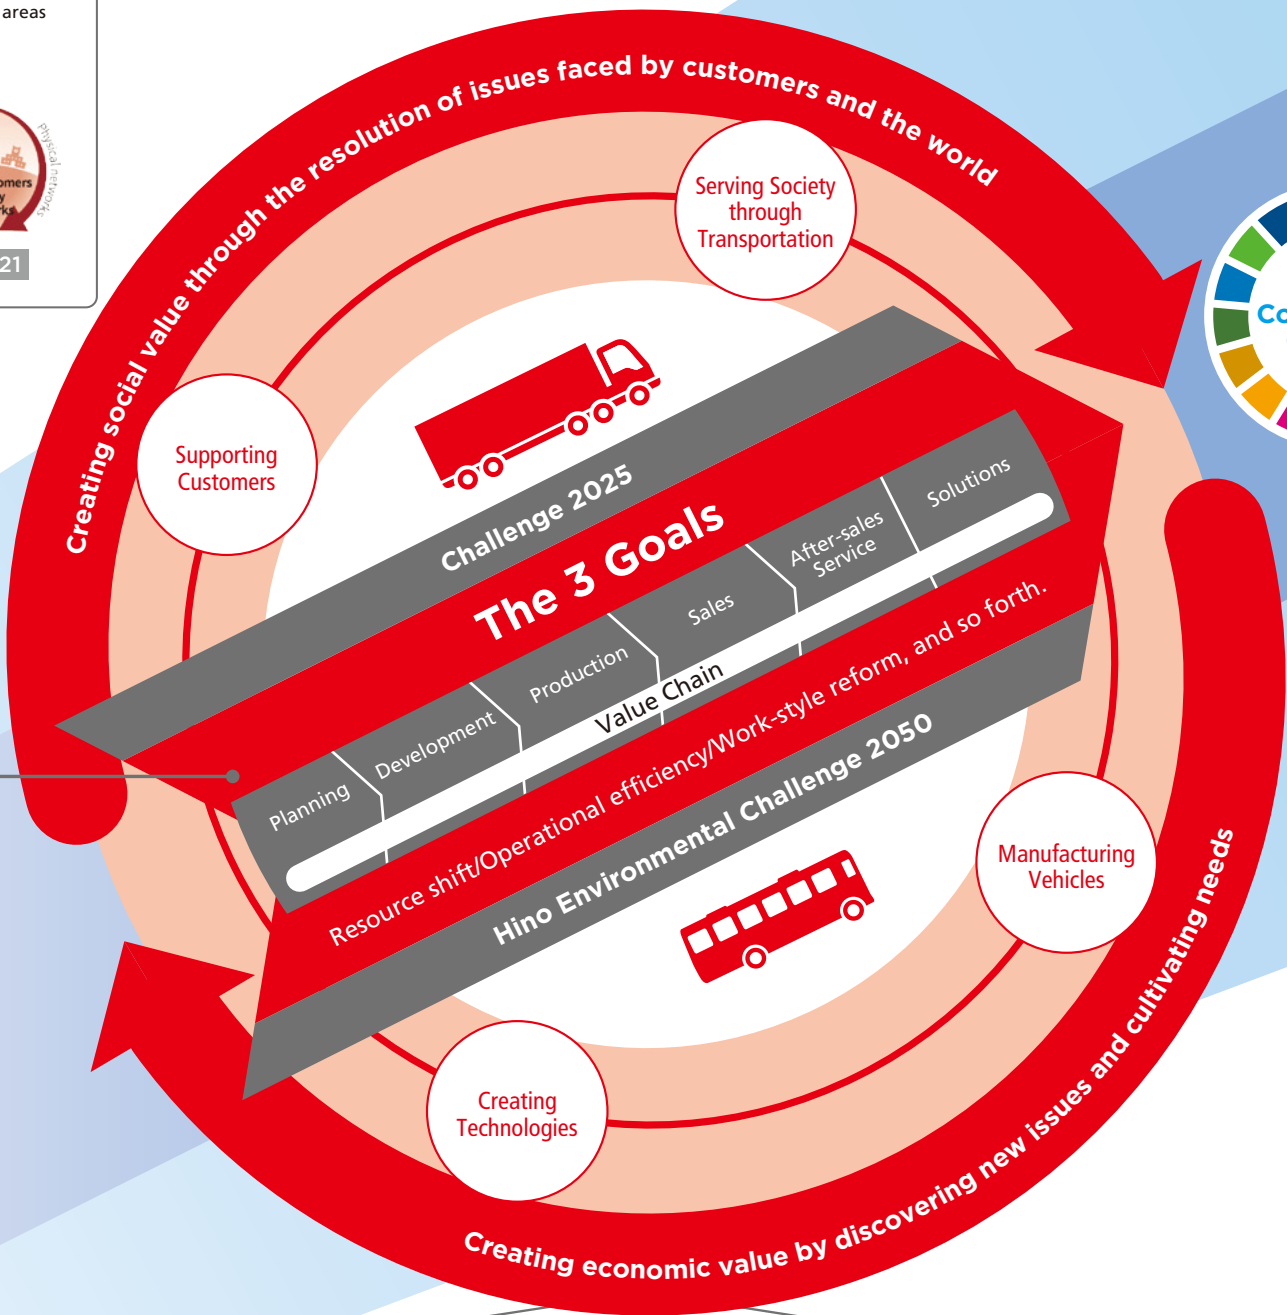 areas
Physical networks
21
Creating social value through the resolution of issues faced by customers and the world
Serving Society
through
Transportation
Supporting
Customers
Challenge 2025
The 3 Goals
Planning
Development
Production
Sales
After-sales
Service
Solutions
Value Chain
Resource shift/Operational efficiency/Work-style reform, and so forth.
Hino Environmental Challenge 2050
Manufacturing
Vehicles
Creating
Technologies
Creating economic value by discovering new issues and cultivating needs